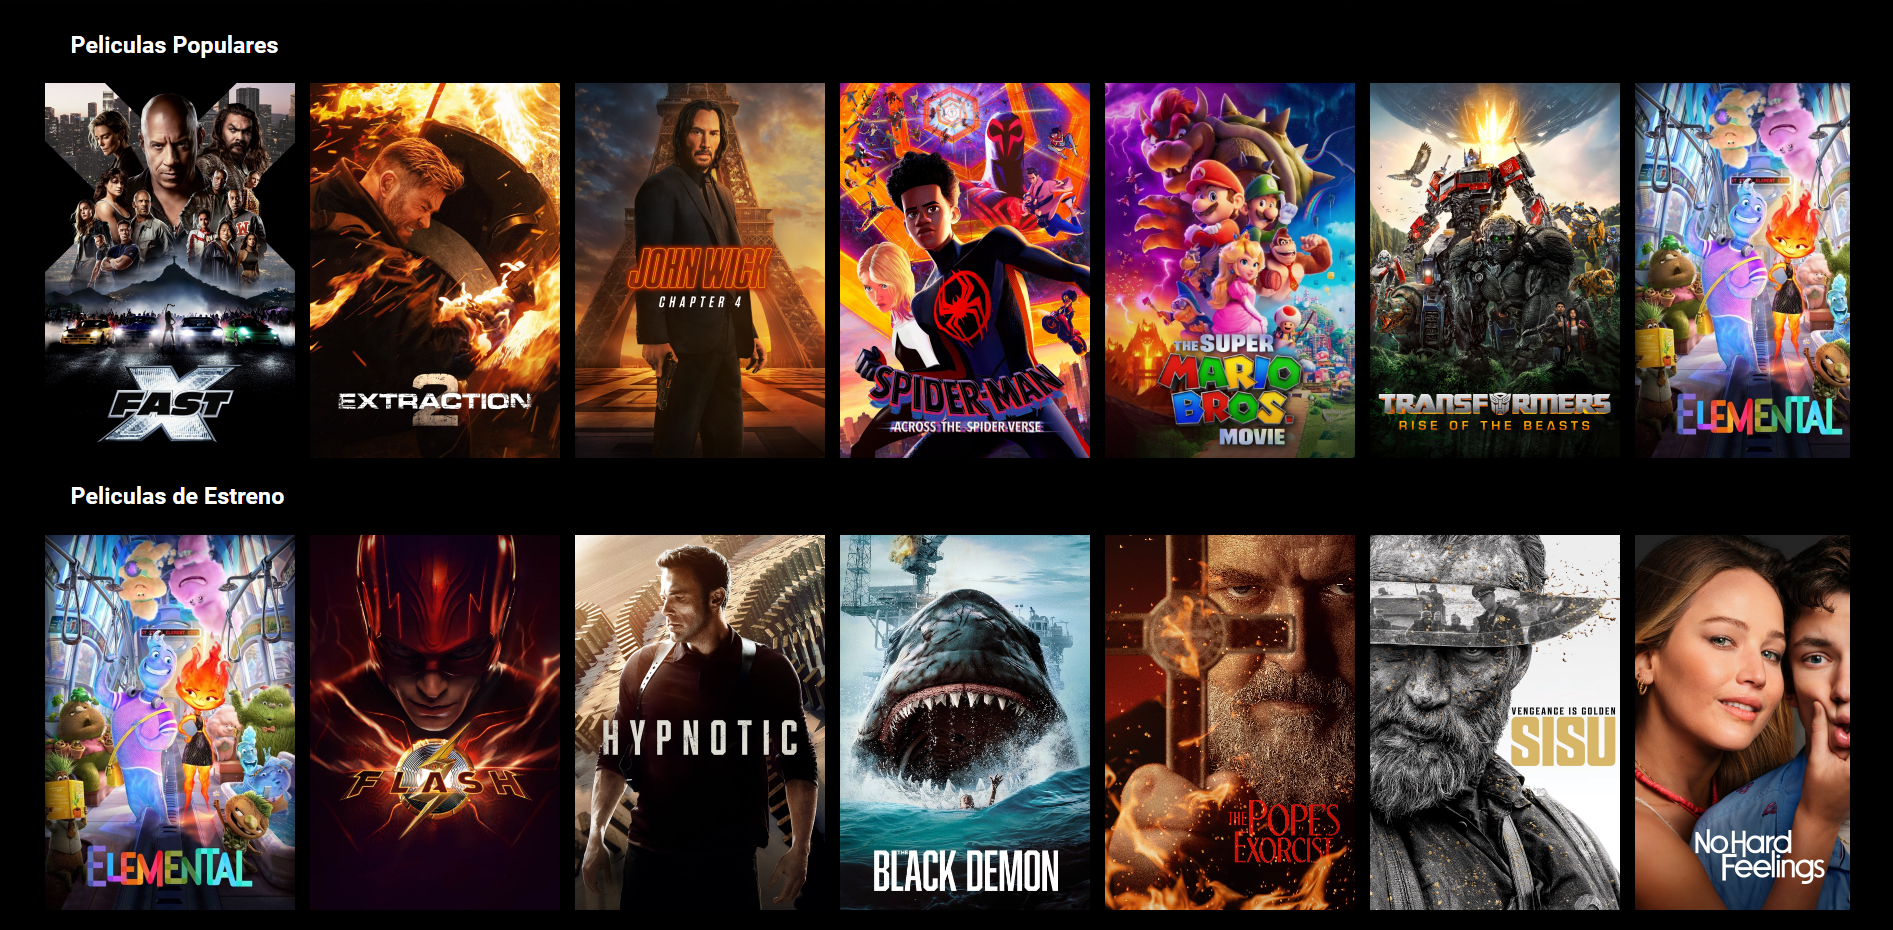 Peliculas Populares
FAST X
EXTRACTION 2
JOHN WICK
CHAPTER 4
SPIDER-MAN
ACROSS THE SPIDER-VERSE
THE SUPER
MARIO
BROS.
MOVIE
TRANSFORMERS
RISE OF THE BEASTS
ELEMENTAL
Peliculas de Estreno
ELEMENTAL
FLASH
HYPNOTIC
BLACK DEMON
THE POPE'S
EXORCIST
VENGEANCE IS GOLDEN
SISU
No Hard
Feelings